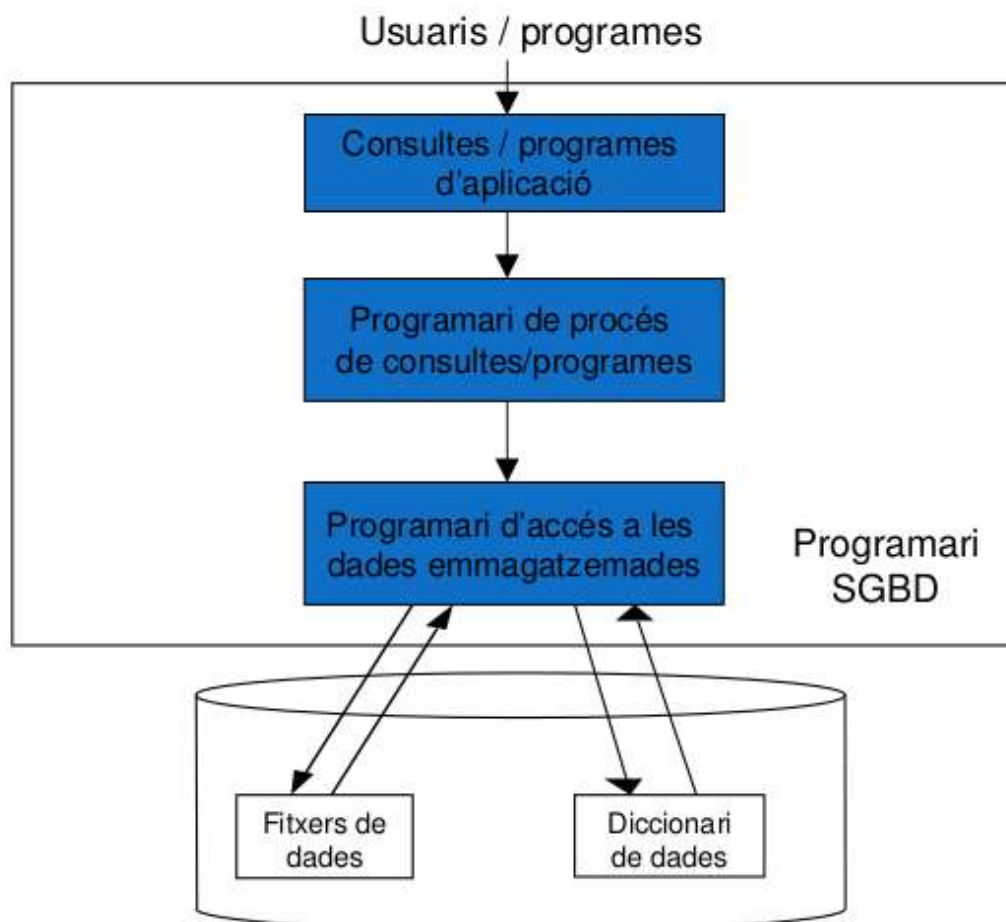 Usuaris / programes
Consultes / programes
d'aplicació
Programari de procés
de consultes/programes
Programari d'accés a les
dades emmagatzemades
Programari
SGBD
Fitxers de
dades
Diccionari
de dades